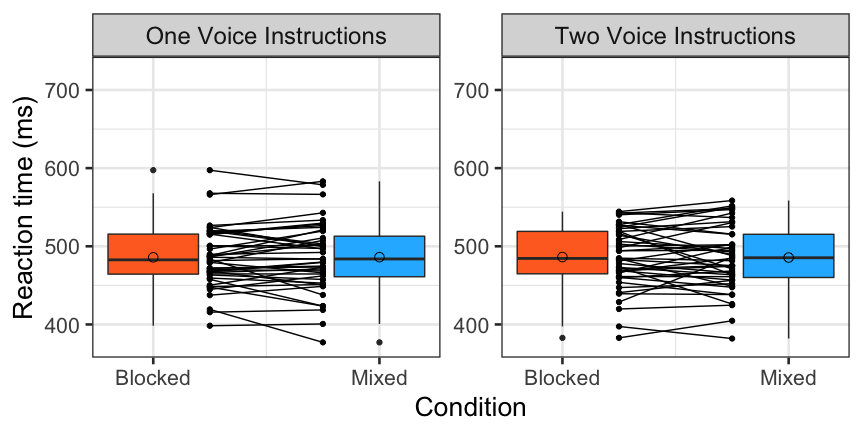 One Voice Instructions
Two Voice Instructions
Reaction time (ms)
700
600
500
400
700
600
500
400
Blocked
Mixed
Blocked
Mixed
Condition